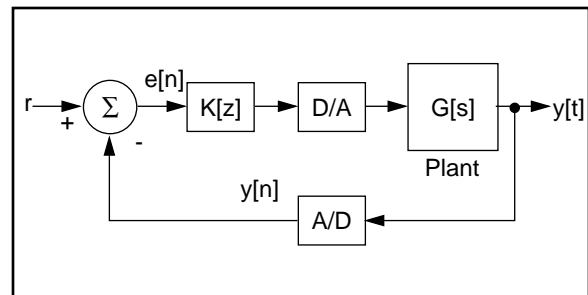 e[n]
r
+
Σ
-
K[z]
D/A
G[s]
y[t]
Plant
y[n]
A/D